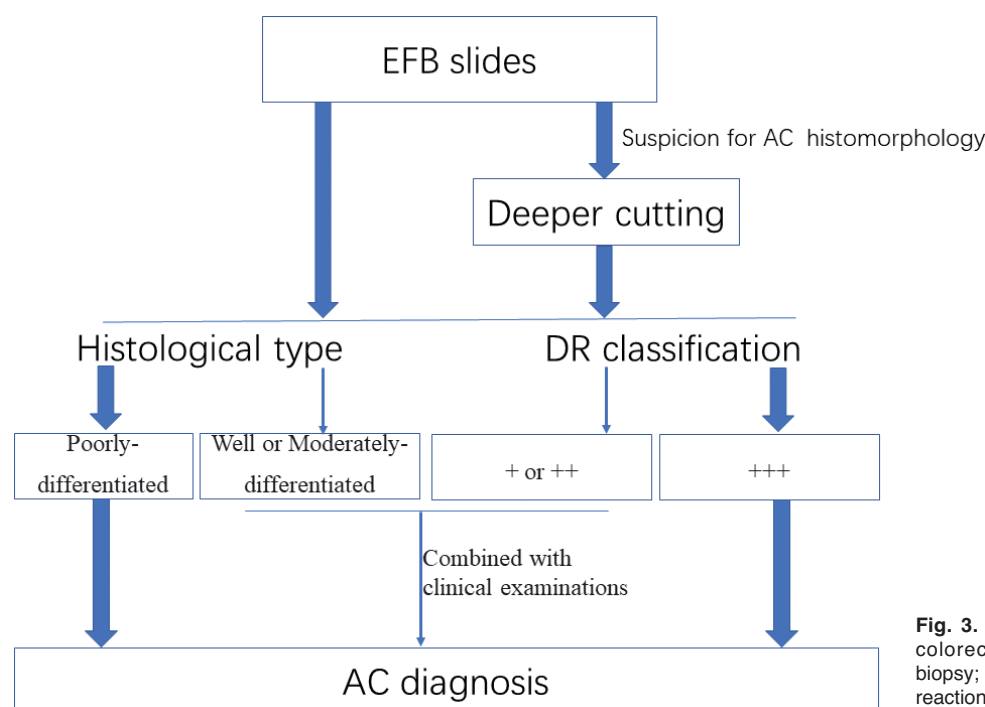 EFB slides
Suspicion for AC histomorphology
Deeper cutting
Histological type
DR classification
Poorly-
differentiated
Well or Moderately-
differentiated
+ or ++
+++
Combined with
clinical examinations
AC diagnosis
Fig. 3.
colorec
biopsy;
reaction